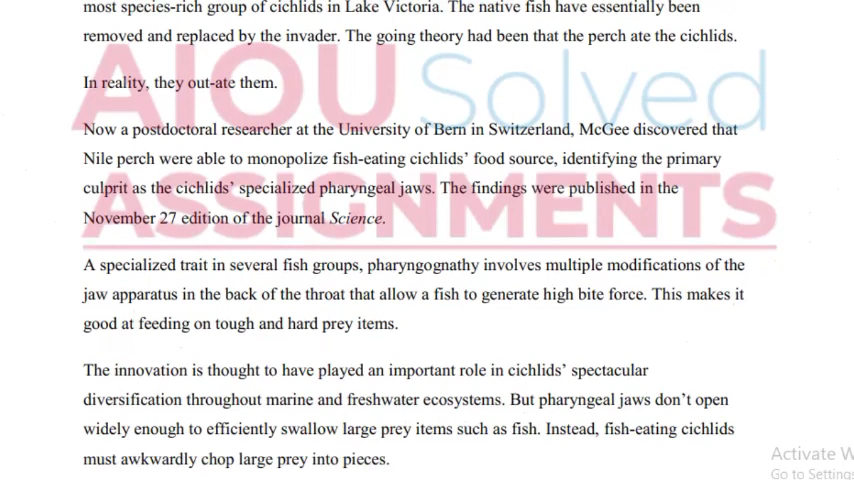 most species-rich group of cichlids in Lake Victoria. The native fish have essentially been
removed and replaced by the invader. The going theory had been that the perch ate the cichlids.
AIOU Solved
In reality, they out-ate them.
Now a postdoctoral researcher at the University of Bern in Switzerland, McGee discovered that
Nile perch were able to monopolize fish-eating cichlids’ food source, identifying the primary
culprit as the cichlids’ specialized pharyngeal jaws. The findings were published in the
ASSIGNMENTS
November 27 edition of the journal Science.
A specialized trait in several fish groups, pharyngognathy involves multiple modifications of the
jaw apparatus in the back of the throat that allow a fish to generate high bite force. This makes it
good at feeding on tough and hard prey items.
The innovation is thought to have played an important role in cichlids’ spectacular
diversification throughout marine and freshwater ecosystems. But pharyngeal jaws don’t open
widely enough to efficiently swallow large prey items such as fish. Instead, fish-eating cichlids
must awkwardly chop large prey into pieces.
Activate W
Go to Settings